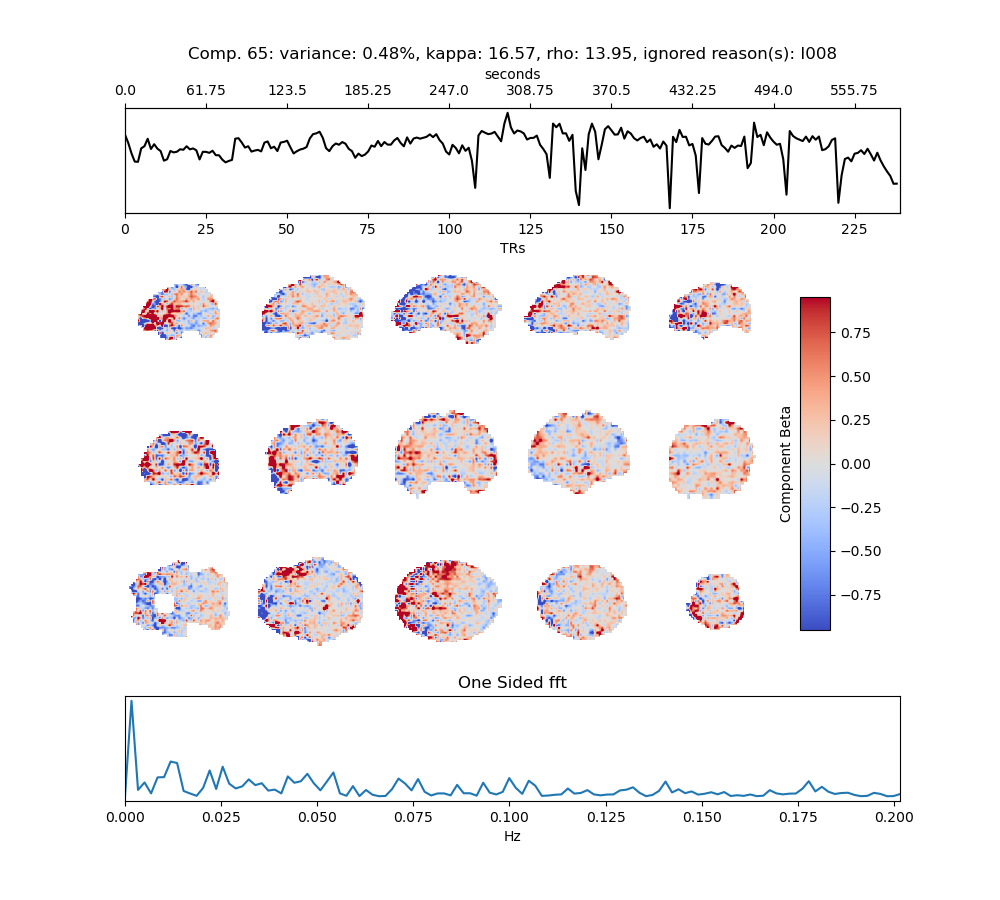 Comp. 65: variance: 0.48%, kappa: 16.57, rho: 13.95, ignored reason(s): I008
seconds
0.0 61.75 123.5 185.25 247.0 308.75 370.5 432.25 494.0 555.75
0 25 50 75 100 125 150 175 200 225
TRs
Component Beta
0.75
0.50
0.25
0.00
−0.25
−0.50
−0.75
One Sided fft
0.000 0.025 0.050 0.075 0.100 0.125 0.150 0.175 0.200
Hz